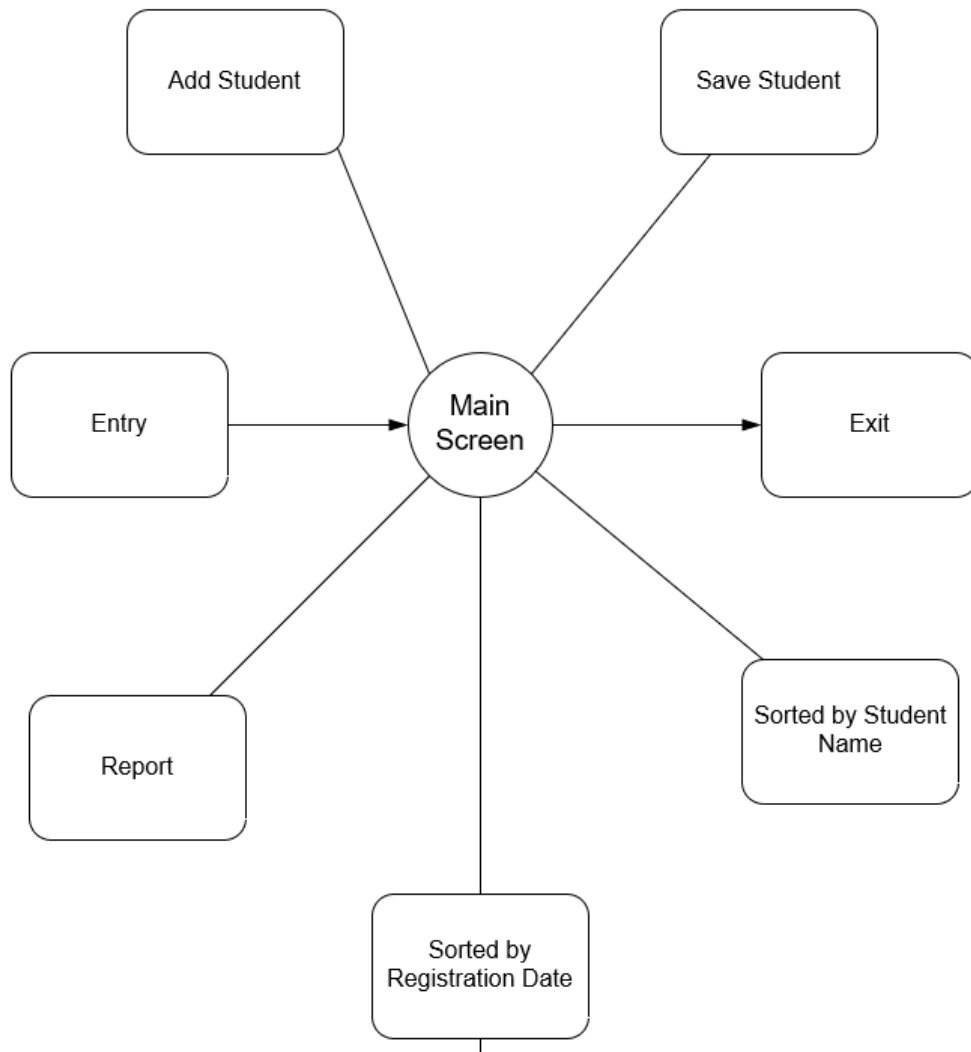 Add Student
Save Student
Entry
Main
Screen
Exit
Report
Sorted by Student
Name
Sorted by
Registration Date